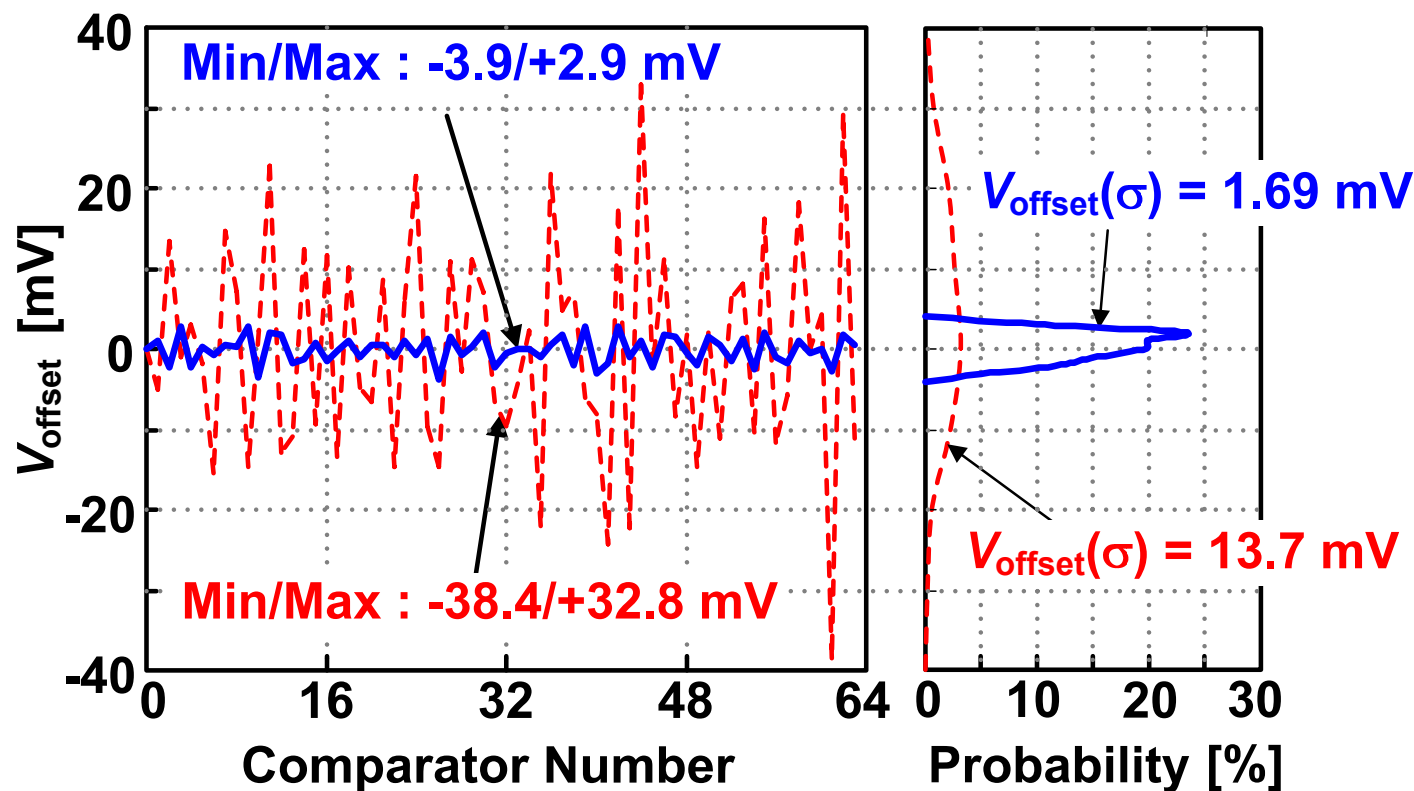 Min/Max : -3.9/+2.9 mV
Min/Max : -38.4/+32.8 mV
Voffset [mV]
40
20
0
-20
-40
0 16 32 48 64
Comparator Number
Voffset(σ) = 1.69 mV
Voffset(σ) = 13.7 mV
0 10 20 30
Probability [%]